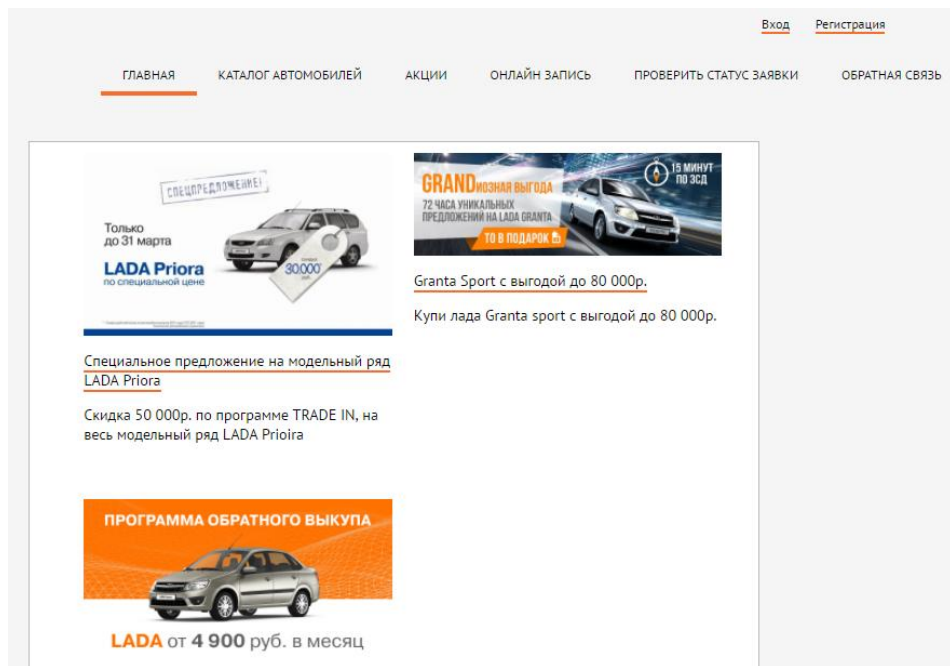 Вход Регистрация
ГЛАВНАЯ КАТАЛОГ АВТОМОБИЛЕЙ АКЦИИ ОНЛАЙН ЗАПИСЬ ПРОВЕРИТЬ СТАТУС ЗАЯВКИ ОБРАТНАЯ СВЯЗЬ
СПЕЦПРЕДЛОЖЕНИЕ!
Только
до 31 марта
LADA Priora
по специальной цене
30.000
GRANDиозная выгода
72 ЧАСА УНИКАЛЬНЫХ
ПРЕДЛОЖЕНИЙ НА LADA GRANTA
ТО В ПОДАРОК
15 МИНУТ
ПО ЗСД
Granta Sport с выгодой до 80 000р.
Купи лада Granta sport с выгодой до 80 000р.
Специальное предложение на модельный ряд
LADA Priora
Скидка 50 000р. по программе TRADE IN, на
весь модельный ряд LADA Prioira
ПРОГРАММА ОБРАТНОГО ВЫКУПА
LADA от 4 900 руб. в месяц